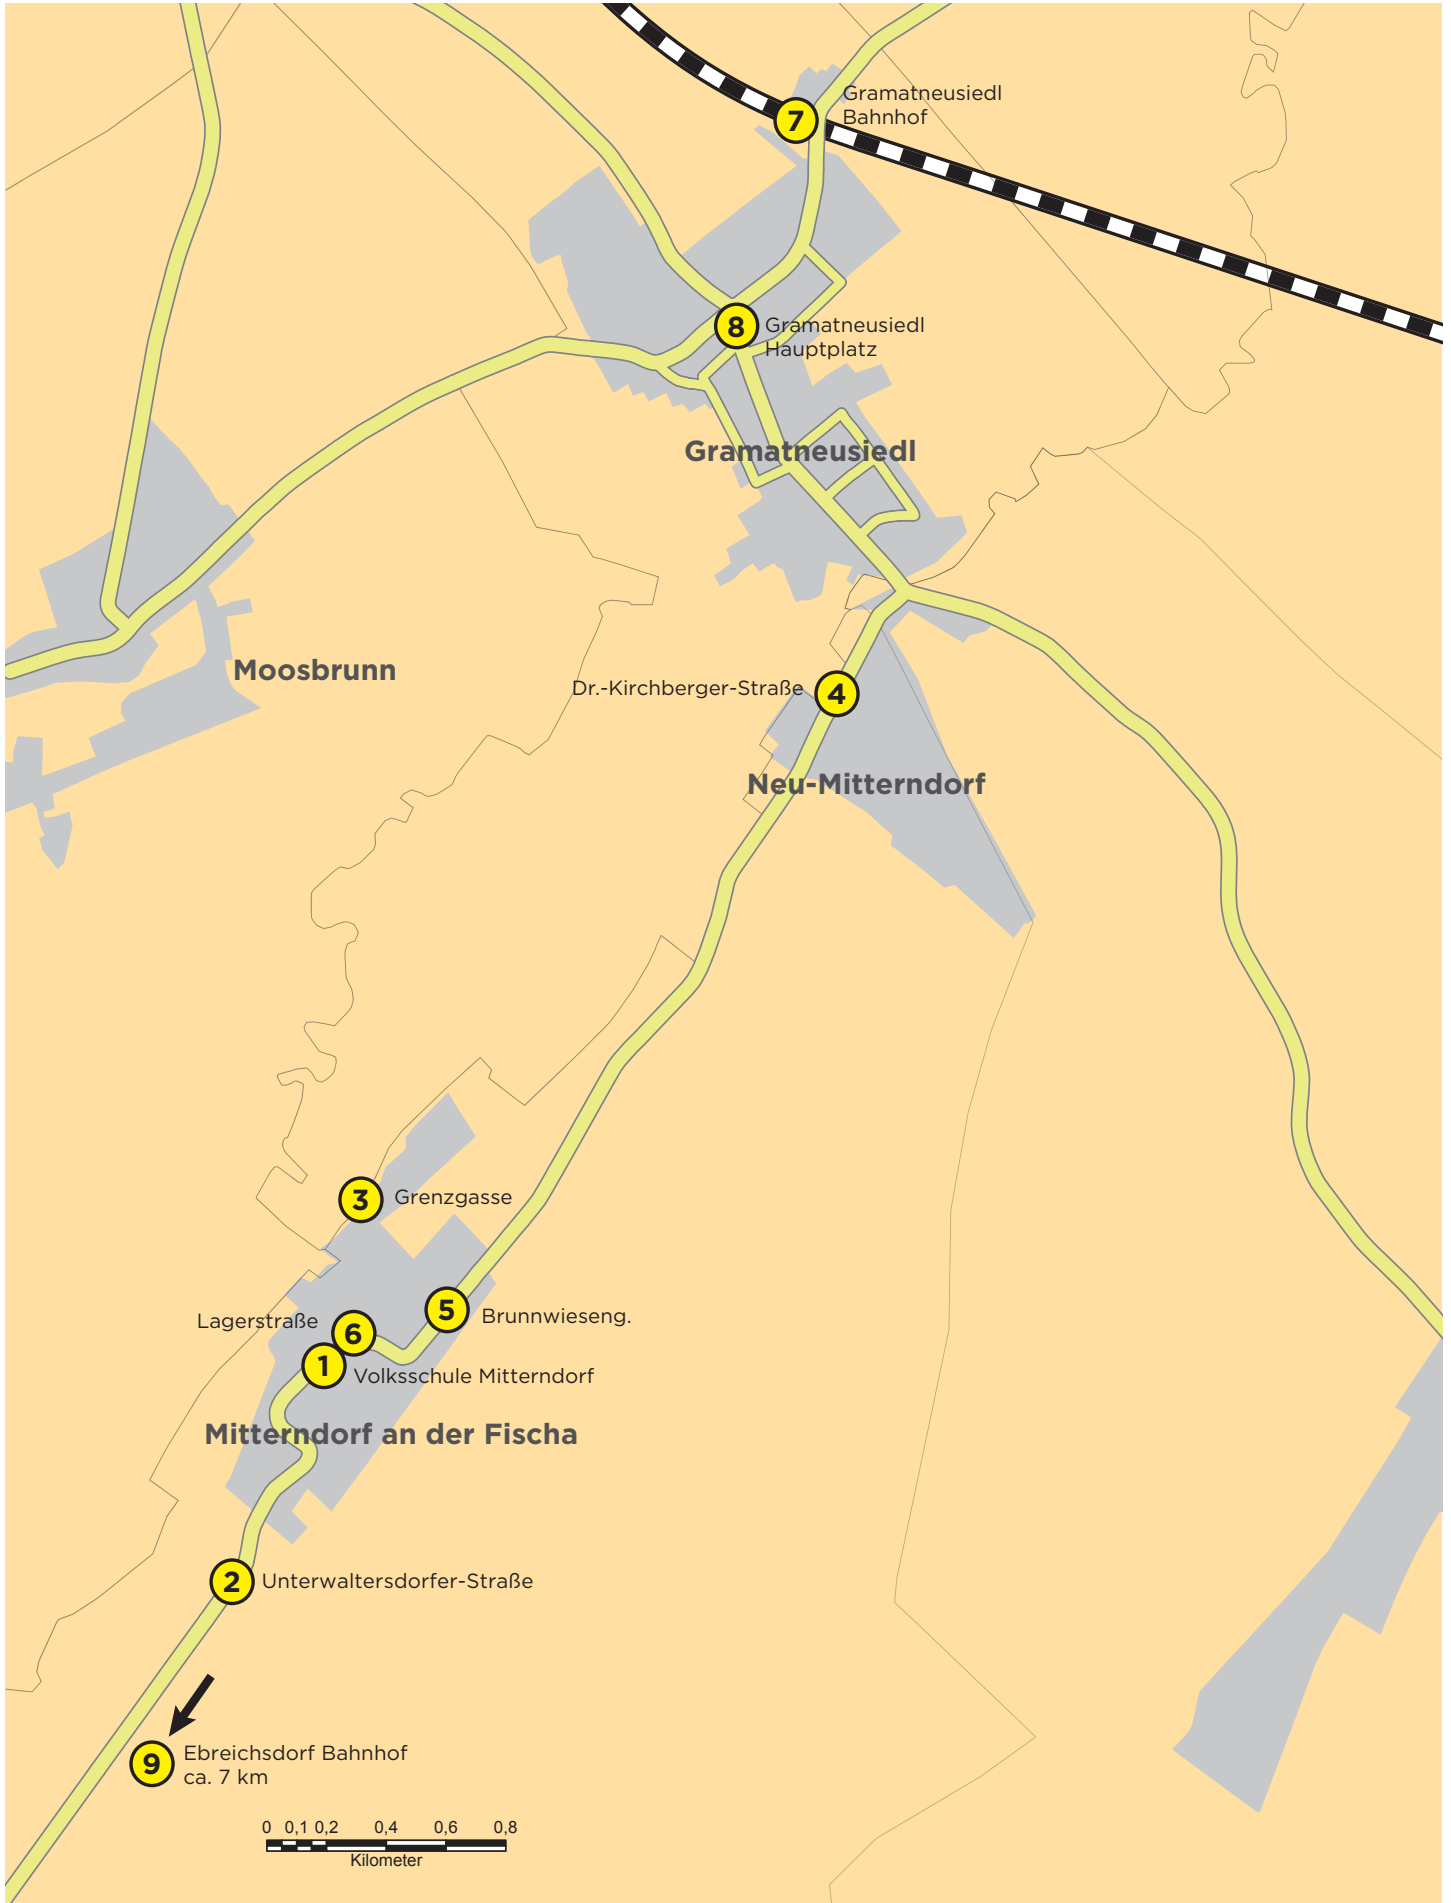 7
Gramatneusiedl
Bahnhof
8
Gramatneusiedl
Hauptplatz
Gramatneusiedl
Moosbrunn
Dr.-Kirchberger-Straße
4
Neu-Mitterndorf
3
Grenzgasse
5
Brunnwieseng.
Lagerstraße
6
1
Volksschule Mitterndorf
Mitterndorf an der Fischa
2
Unterwaltersdorfer-Straße
9
Ebreichsdorf Bahnhof
ca. 7 km
0 0,1 0,2 0,4 0,6 0,8
Kilometer